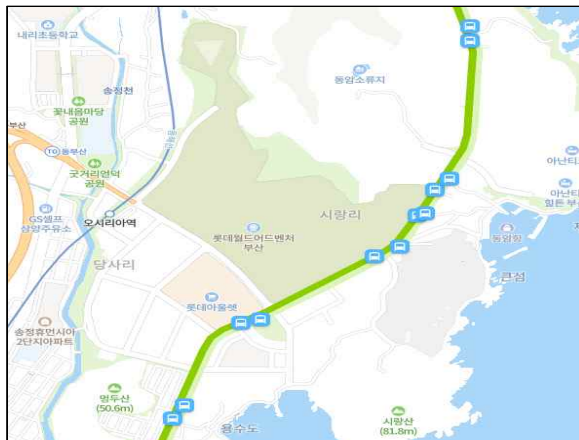 내리초등학교
송정천
꽃내음마당
공원
부산
TG 동부산
굿거리언덕
공원
GS셀프
삼양주유소
오시리아역
당사리
동암소류지
시랑리
롯데월드어드벤처
부산
롯데아울렛
송정휴먼시아
2단지아파트
멍두산
(50.6m)
용수도
시랑산
(81.8m)
동암항
큰섬
아난티
아난티
힐튼 부